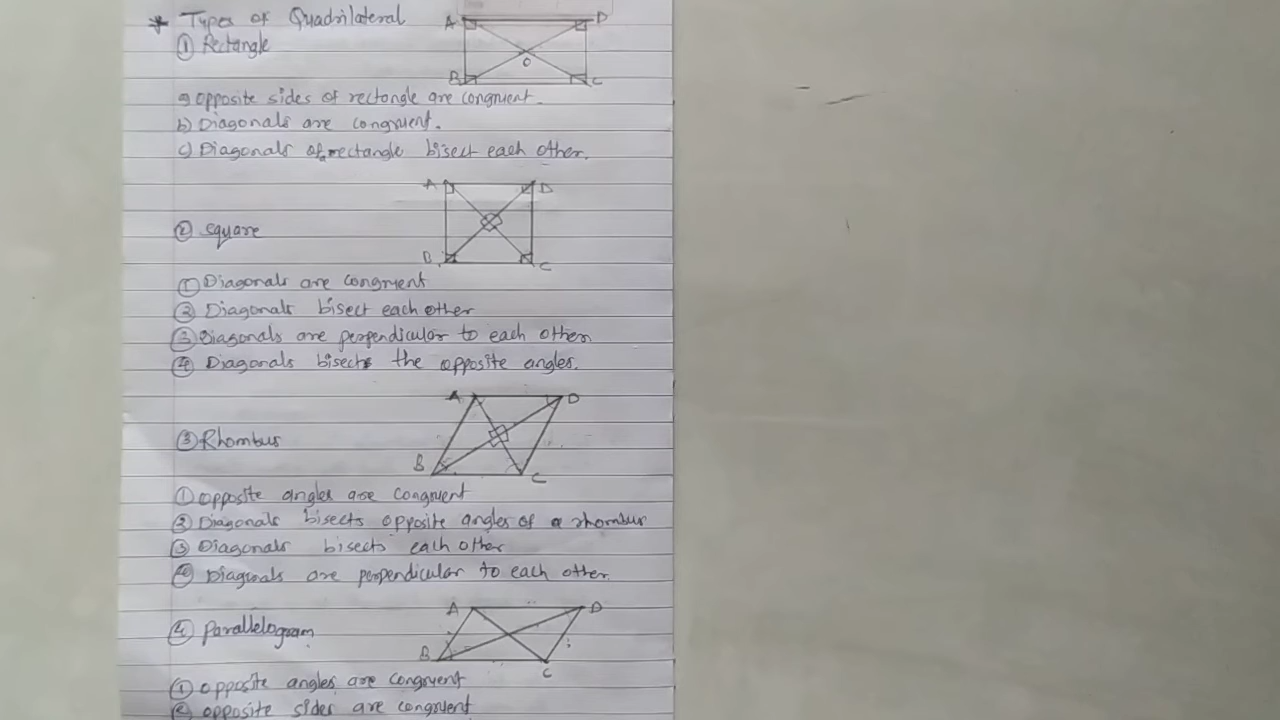 * Types of Quadrilateral
① Rectangle
A D
O
B C
a) opposite sides of rectangle are congruent.
b) Diagonals are congruent.
c) Diagonals of rectangle bisect each other.
A D
② square
B C
① Diagonals are congruent
② Diagonals bisect each other
③ Diagonals are perpendicular to each other
④ Diagonals bisects the opposite angles.
A D
③ Rhombus
B C
① opposite angles are congruent
② Diagonals bisects opposite angles of a rhombus
③ Diagonals bisects each other
④ Diagonals are perpendicular to each other
A D
④ parallelogram
B C
① opposite angles are congruent
② opposite sides are congruent